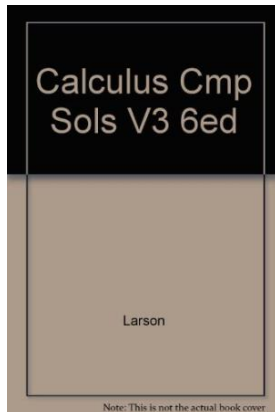 Calculus Cmp
Sols V3 6ed
Larson
Note: This is not the actual book cover